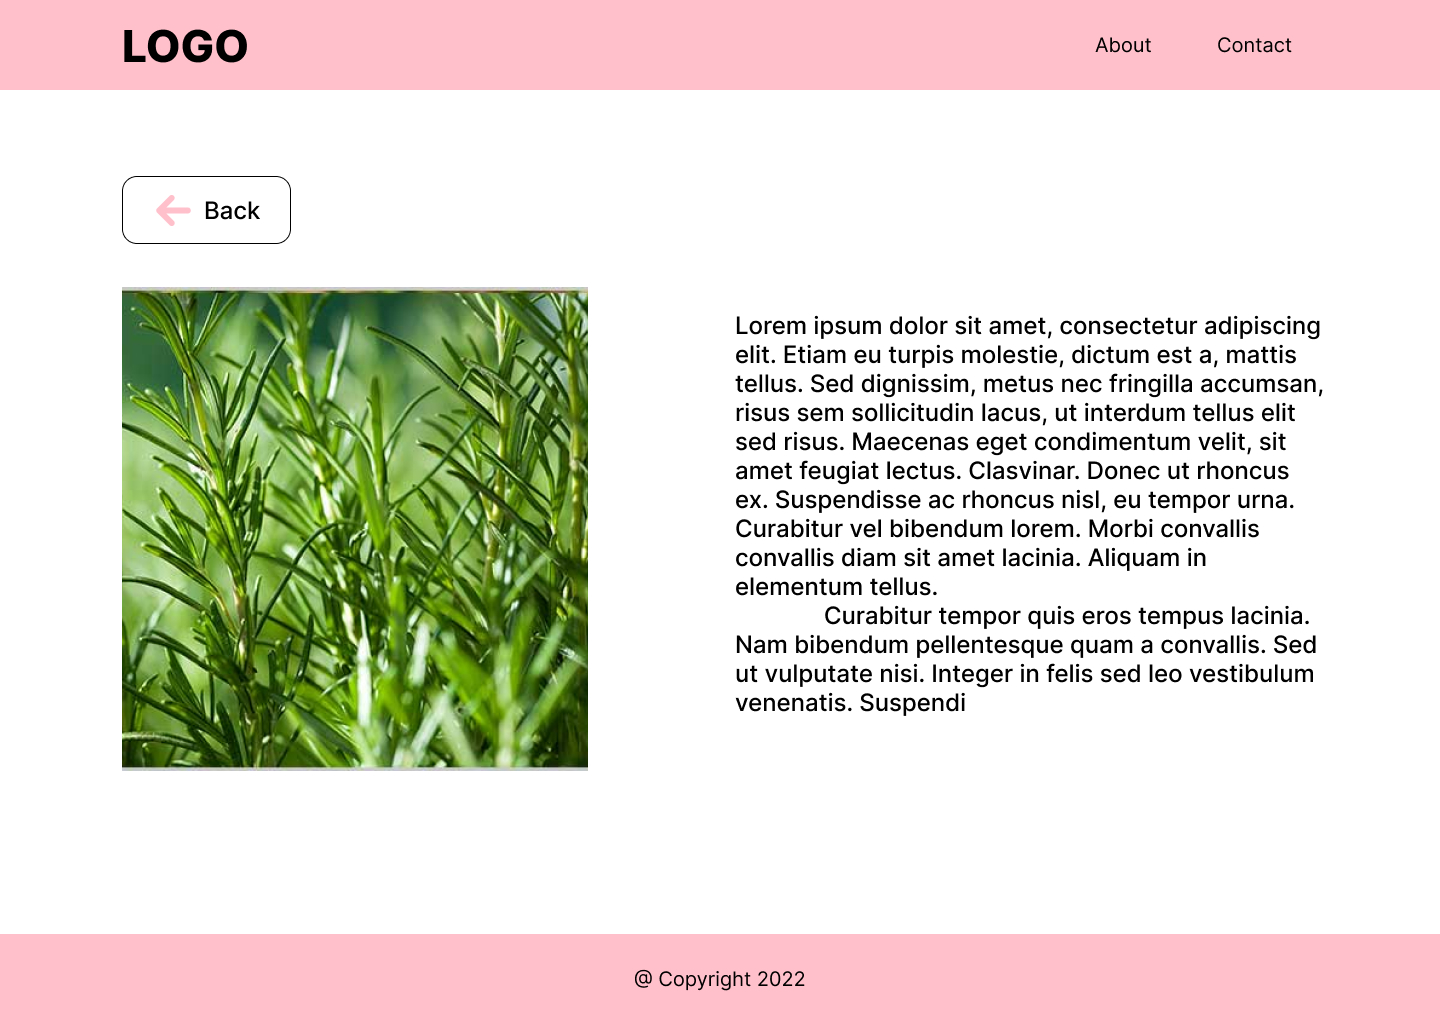 LOGO
About
Contact
Back
Lorem ipsum dolor sit amet, consectetur adipiscing
elit. Etiam eu turpis molestie, dictum est a, mattis
tellus. Sed dignissim, metus nec fringilla accumsan,
risus sem sollicitudin lacus, ut interdum tellus elit
sed risus. Maecenas eget condimentum velit, sit
amet feugiat lectus. Clasvinar. Donec ut rhoncus
ex. Suspendisse ac rhoncus nisl, eu tempor urna.
Curabitur vel bibendum lorem. Morbi convallis
convallis diam sit amet lacinia. Aliquam in
elementum tellus.
Curabitur tempor quis eros tempus lacinia.
Nam bibendum pellentesque quam a convallis. Sed
ut vulputate nisi. Integer in felis sed leo vestibulum
venenatis. Suspendi
@ Copyright 2022